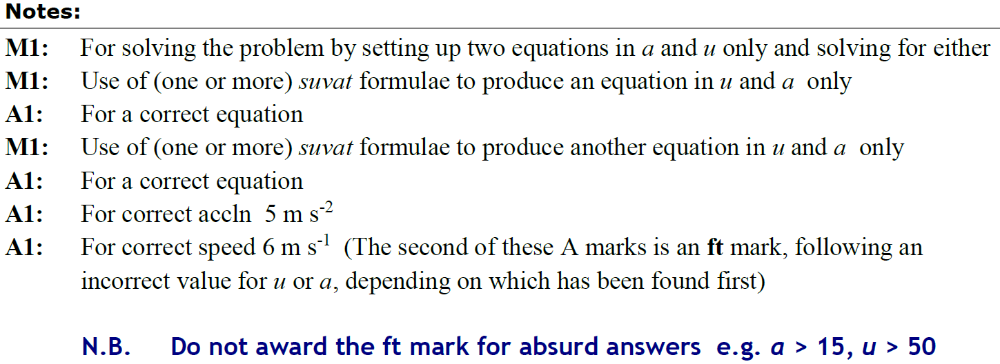 Notes:
M1: For solving the problem by setting up two equations in a and u only and solving for either
M1: Use of (one or more) suvat formulae to produce an equation in u and a only
A1: For a correct equation
M1: Use of (one or more) suvat formulae to produce another equation in u and a only
A1: For a correct equation
A1: For correct accln 5 m s⁻²
A1: For correct speed 6 m s⁻¹ (The second of these A marks is an ft mark, following an
incorrect value for u or a, depending on which has been found first)
N.B. Do not award the ft mark for absurd answers e.g. a > 15, u > 50